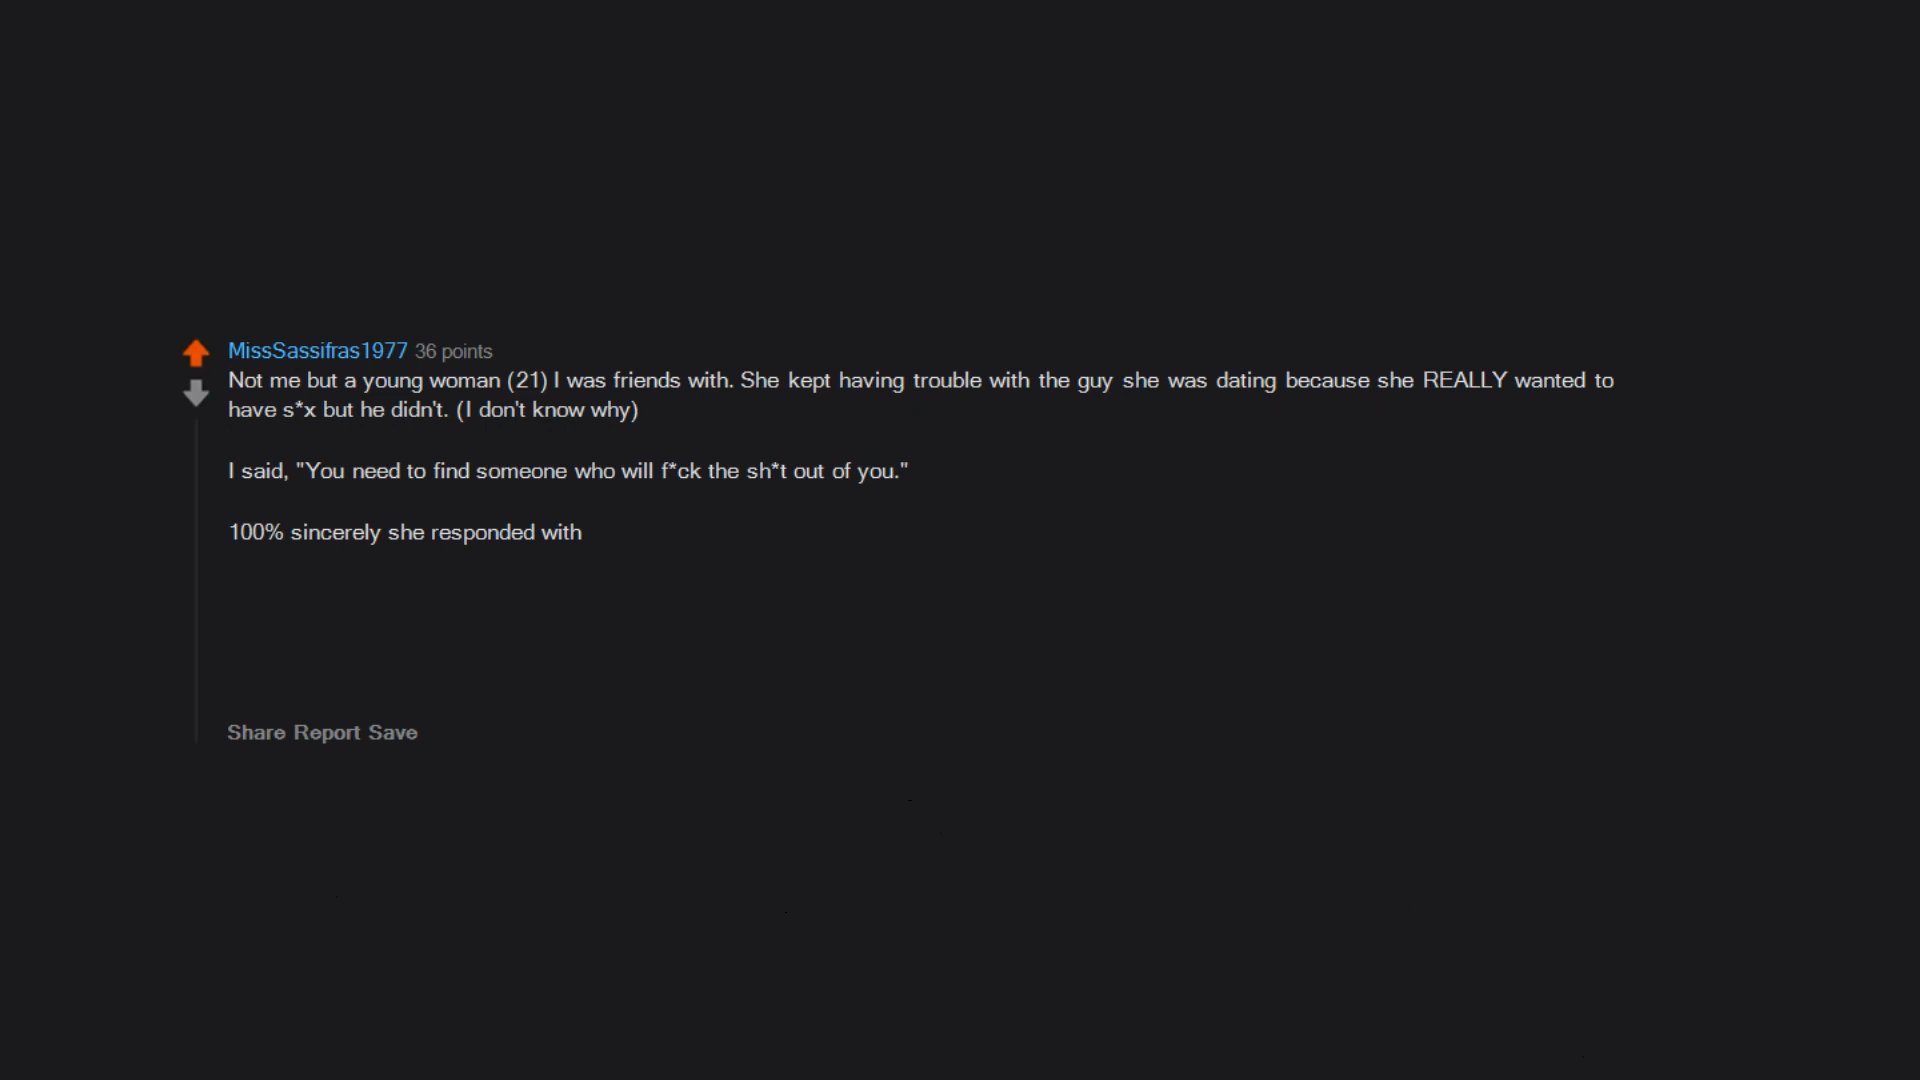 MissSassifras1977 36 points
Not me but a young woman (21) I was friends with. She kept having trouble with the guy she was dating because she REALLY wanted to
have s*x but he didn't. (I don't know why)
I said, "You need to find someone who will f*ck the sh*t out of you."
100% sincerely she responded with
Share Report Save